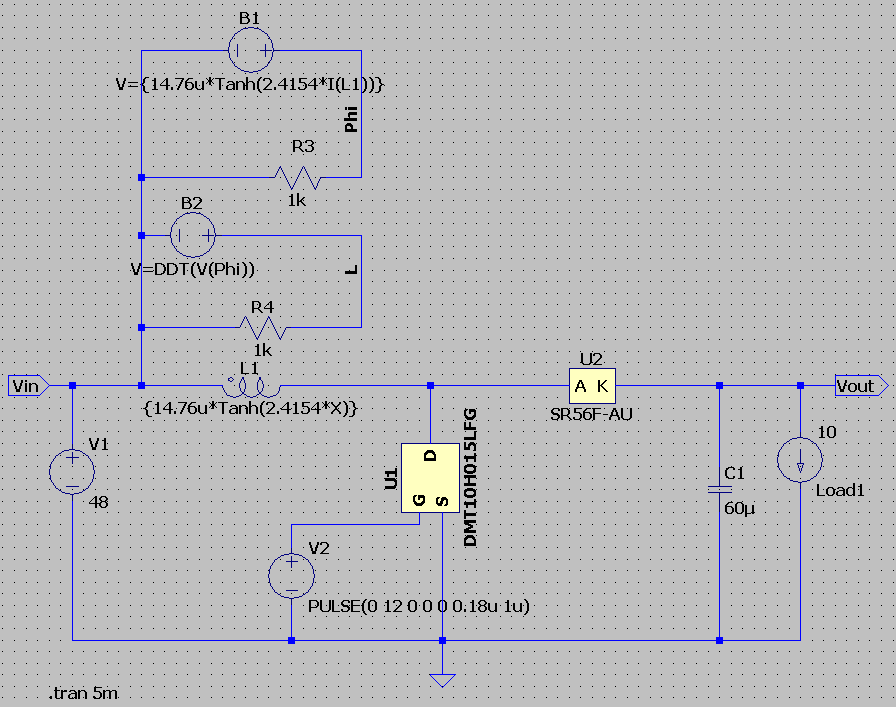 B1
V={14.76u*Tanh(2.4154*I(L1))}
Phi
R3
1k
B2
V=DDT(V(Phi))
L
R4
1k
L1
{14.76u*Tanh(2.4154*X)}
Vin
U2
A K
SR56F-AU
Vout
V1
48
U1
D
G
S
DMT10H015LFG
10
Load1
C1
60µ
V2
PULSE(0 12 0 0 0 0.18u 1u)
.tran 5m